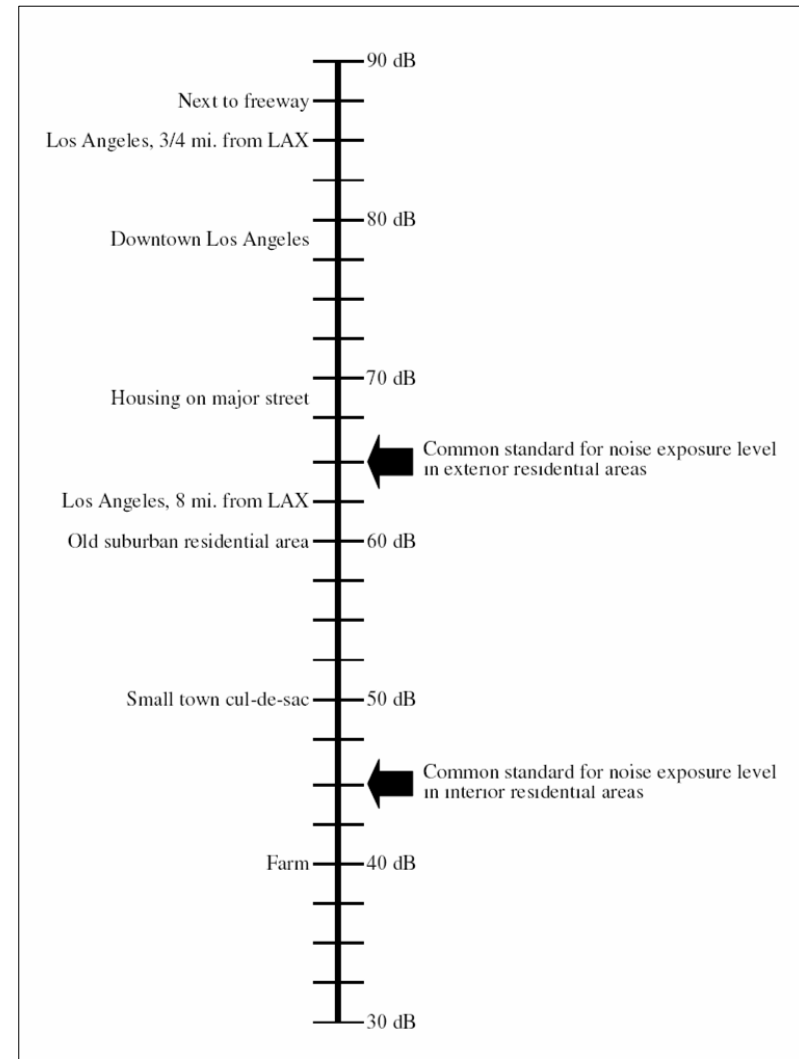 90 dB
Next to freeway
Los Angeles, 3/4 mi. from LAX
80 dB
Downtown Los Angeles
70 dB
Housing on major street
Common standard for noise exposure level
in exterior residential areas
Los Angeles, 8 mi. from LAX
Old suburban residential area
60 dB
Small town cul-de-sac
50 dB
Common standard for noise exposure level
in interior residential areas
Farm
40 dB
30 dB